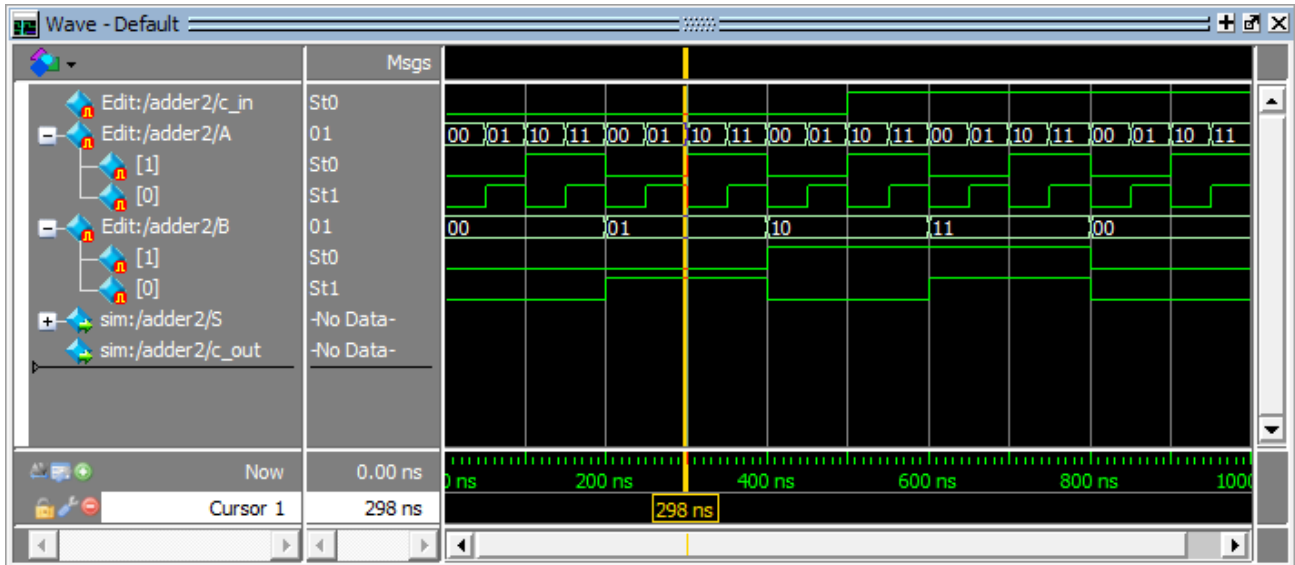 Wave - Default
Msgs
Edit:/adder2/c_in St0
Edit:/adder2/A 01 00 01 10 11 00 01 10 11 00 01 10 11 00 01 10 11 00 01 10 11
[1] St0
[0] St1
Edit:/adder2/B 01 00 01 10 11 00
[1] St0
[0] St1
sim:/adder2/S -No Data-
sim:/adder2/c_out -No Data-
Now 0.00 ns ns 200 ns 400 ns 600 ns 800 ns 1000
Cursor 1 298 ns 298 ns